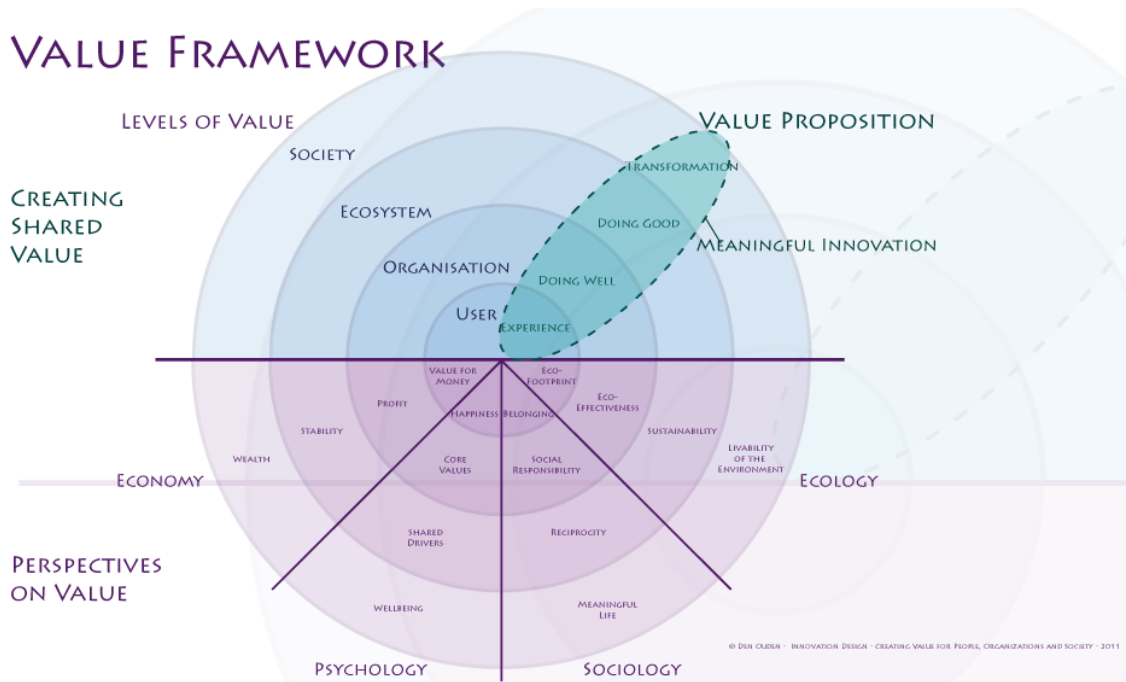 Value Framework
Levels of Value
Society
Ecosystem
Organisation
User
Creating
Shared
Value
Value Proposition
Transformation
Doing Good
Meaningful Innovation
Doing Well
Experience
Value for
Money
Eco-
Footprint
Profit
Happiness
Belonging
Eco-
Effectiveness
Stability
Sustainability
Wealth
Core
Values
Social
Responsibility
Livability
of the
Environment
Economy
Ecology
Shared
Drivers
Reciprocity
Perspectives
on Value
Wellbeing
Meaningful
Life
Psychology
Sociology
© Den Ouden - Innovation Design - Creating Value for People, Organizations and Society - 2011